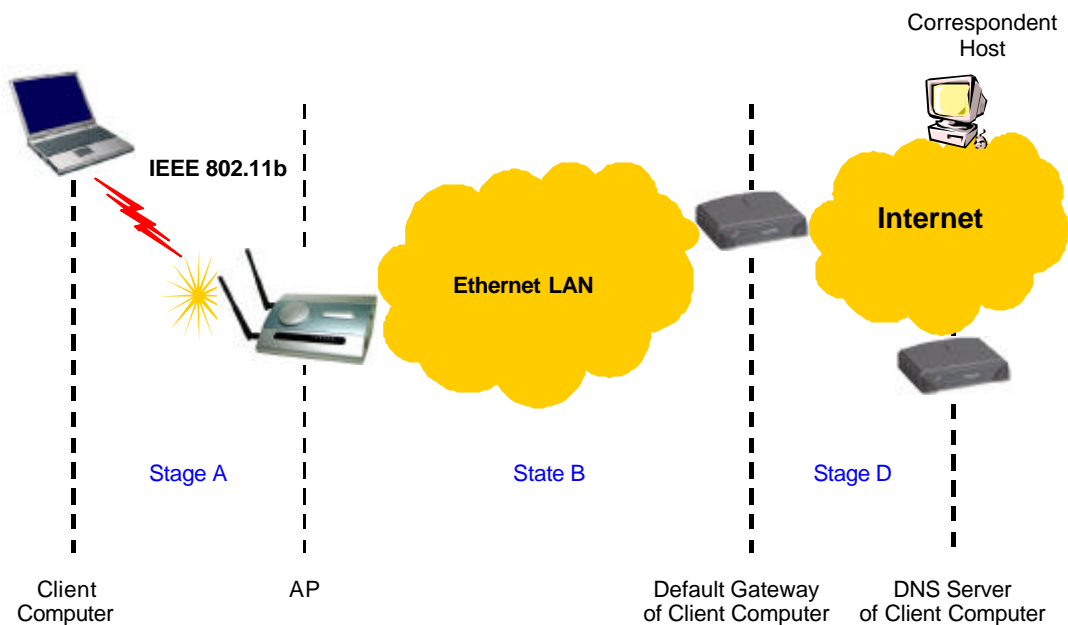 Correspondent
Host
IEEE 802.11b
Internet
Ethernet LAN
Stage A
State B
Stage D
Client
Computer
AP
Default Gateway
of Client Computer
DNS Server
of Client Computer